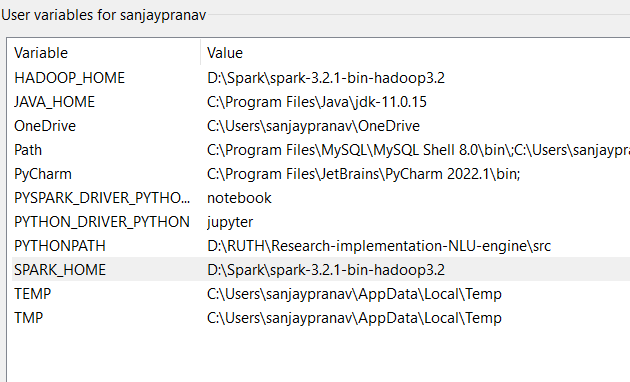 User variables for sanjaypranav
Variable Value
HADOOP_HOME D:\Spark\spark-3.2.1-bin-hadoop3.2
JAVA_HOME C:\Program Files\Java\jdk-11.0.15
OneDrive C:\Users\sanjaypranav\OneDrive
Path C:\Program Files\MySQL\MySQL Shell 8.0\bin\;C:\Users\sanjaypra
PyCharm C:\Program Files\JetBrains\PyCharm 2022.1\bin;
PYSPARK_DRIVER_PYTHO... notebook
PYTHON_DRIVER_PYTHON jupyter
PYTHONPATH D:\RUTH\Research-implementation-NLU-engine\src
SPARK_HOME D:\Spark\spark-3.2.1-bin-hadoop3.2
TEMP C:\Users\sanjaypranav\AppData\Local\Temp
TMP C:\Users\sanjaypranav\AppData\Local\Temp